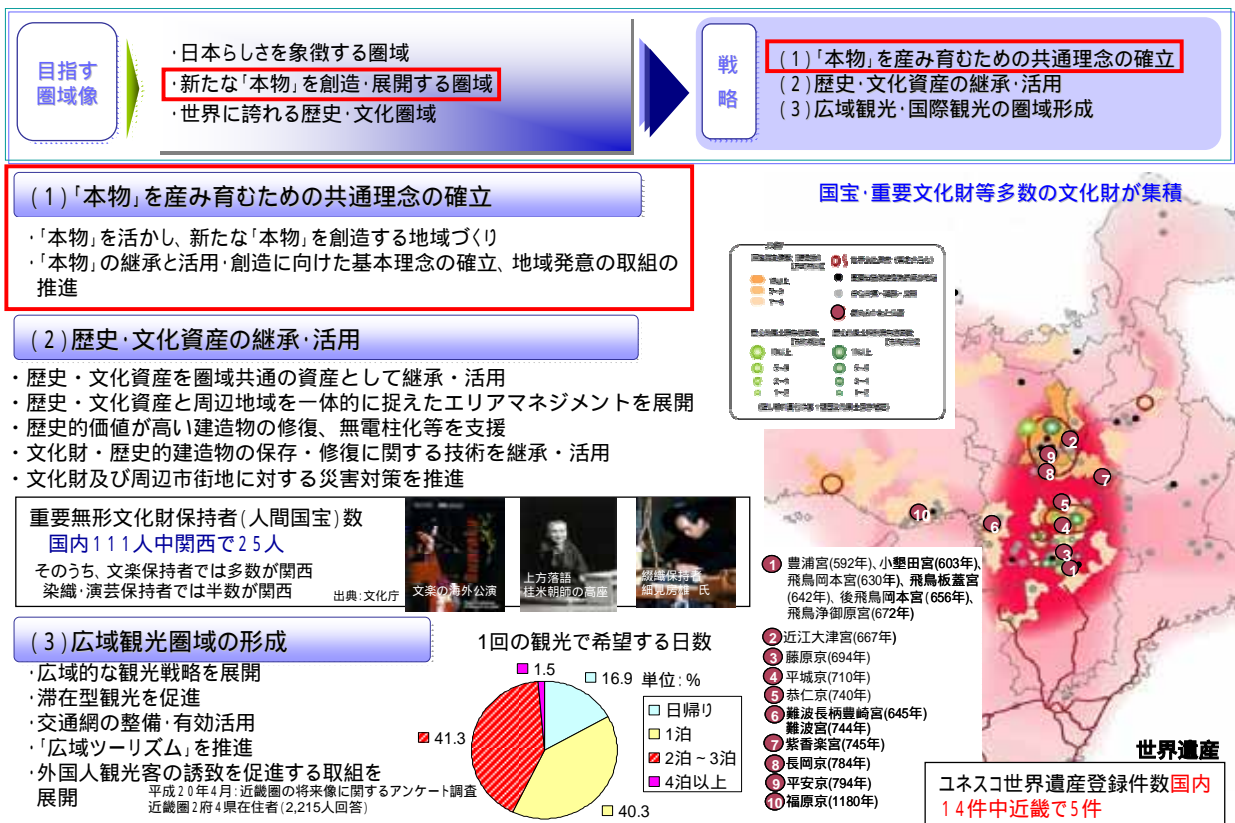 目指す
圏域像
･日本らしさを象徴する圏域
･新たな「本物」を創造･展開する圏域
･世界に誇れる歴史･文化圏域
戦
略
(１)「本物」を産み育むための共通理念の確立
(２)歴史･文化資産の継承･活用
(３)広域観光･国際観光の圏域形成
(１)「本物」を産み育むための共通理念の確立
･「本物」を活かし、新たな「本物」を創造する地域づくり
･「本物」の継承と活用･創造に向けた基本理念の確立、地域発意の取組の
推進
(２)歴史･文化資産の継承･活用
・歴史・文化資産を圏域共通の資産として継承・活用
・歴史・文化資産と周辺地域を一体的に捉えたエリアマネジメントを展開
・歴史的価値が高い建造物の修復、無電柱化等を支援
・文化財・歴史的建造物の保存・修復に関する技術を継承・活用
・文化財及び周辺市街地に対する災害対策を推進
重要無形文化財保持者(人間国宝)数
国内111人中関西で25人
そのうち、文楽保持者では多数が関西
染織･演芸保持者では半数が関西
出典:文化庁
文楽の海外公演
上方落語
桂米朝師の高座
綴織保持者
細見房雄 氏
(３)広域観光圏域の形成
･広域的な観光戦略を展開
･滞在型観光を促進
･交通網の整備･有効活用
･「広域ツーリズム」を推進
･外国人観光客の誘致を促進する取組を
展開
平成20年4月:近畿圏の将来像に関するアンケート調査
近畿圏2府4県在住者(2,215人回答)
1回の観光で希望する日数
単位:%
1.5
16.9
41.3
40.3
日帰り
1泊
2泊～3泊
4泊以上
国宝･重要文化財等多数の文化財が集積
2
9
8
7
5
10
6
4
3
1
1 豊浦宮(592年)、小墾田宮(603年)、
飛鳥岡本宮(630年)、飛鳥板蓋宮
(642年)、後飛鳥岡本宮(656年)、
飛鳥浄御原宮(672年)
2 近江大津宮(667年)
3 藤原京(694年)
4 平城京(710年)
5 恭仁京(740年)
6 難波長柄豊崎宮(645年)
難波宮(744年)
7 紫香楽宮(745年)
8 長岡京(784年)
9 平安京(794年)
10 福原京(1180年)
世界遺産
ユネスコ世界遺産登録件数国内
14件中近畿で5件